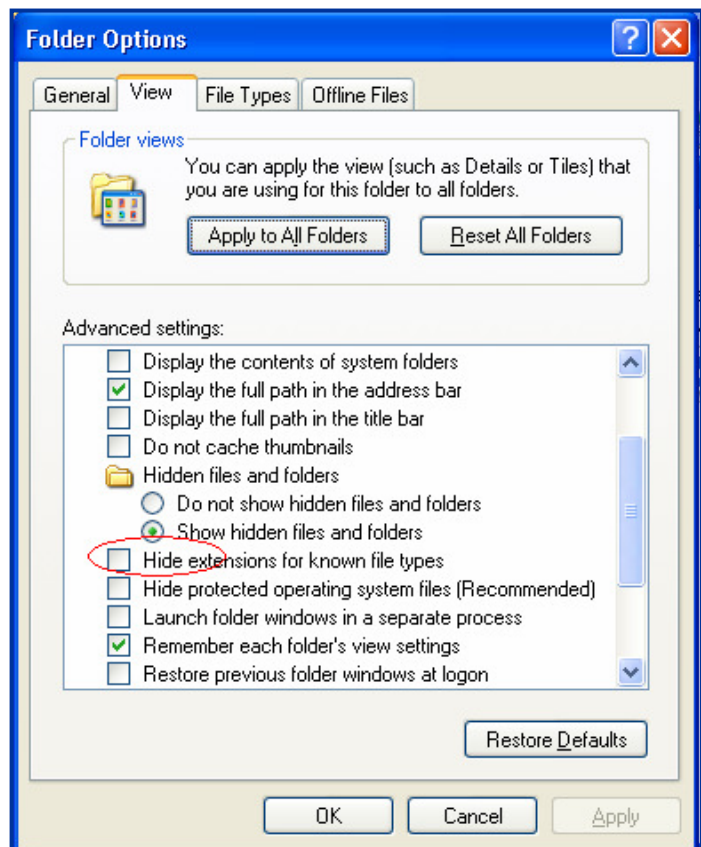 Folder Options
General View File Types Offline Files
Folder views
You can apply the view (such as Details or Tiles) that
you are using for this folder to all folders.
Apply to All Folders Reset All Folders
Advanced settings:
Display the contents of system folders
Display the full path in the address bar
Display the full path in the title bar
Do not cache thumbnails
Hidden files and folders
Do not show hidden files and folders
Show hidden files and folders
Hide extensions for known file types
Hide protected operating system files (Recommended)
Launch folder windows in a separate process
Remember each folder's view settings
Restore previous folder windows at logon
Restore Defaults
OK Cancel Apply